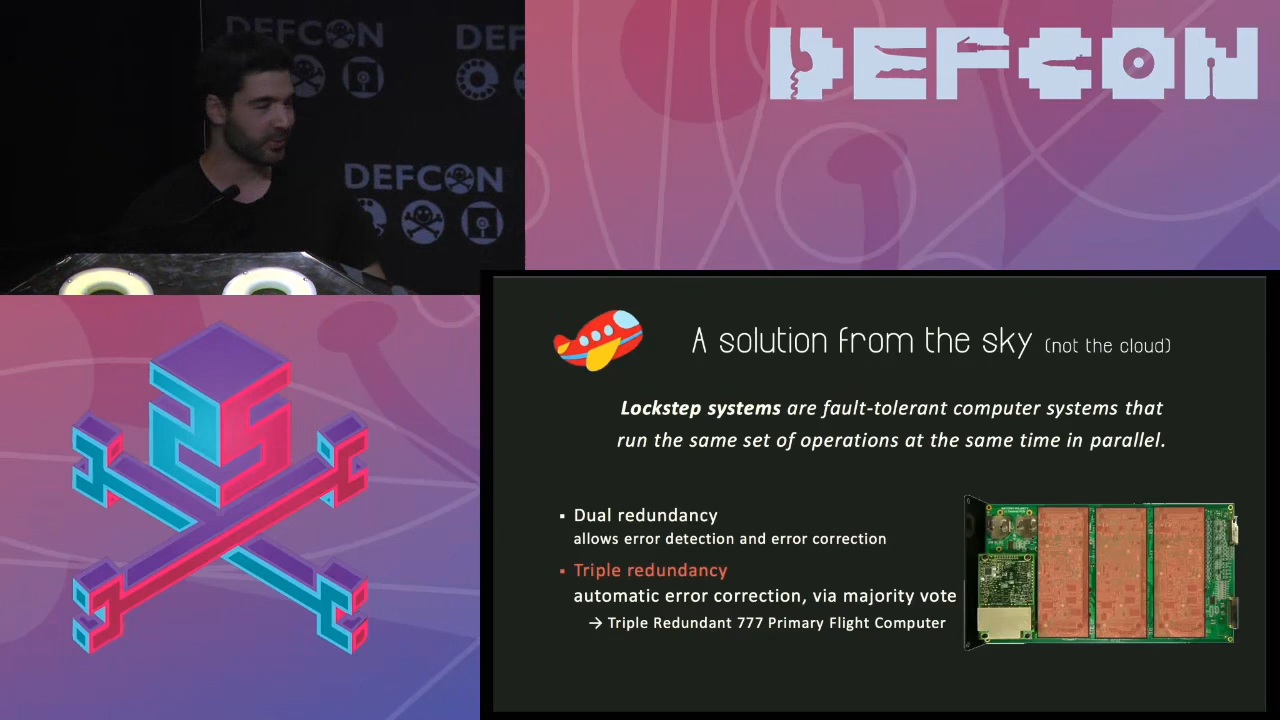 DEFCON
DEF
DEFCON
DEFCON
25
A solution from the sky (not the cloud)
Lockstep systems are fault-tolerant computer systems that
run the same set of operations at the same time in parallel.
▪ Dual redundancy
allows error detection and error correction
▪ Triple redundancy
automatic error correction, via majority vote
→ Triple Redundant 777 Primary Flight Computer